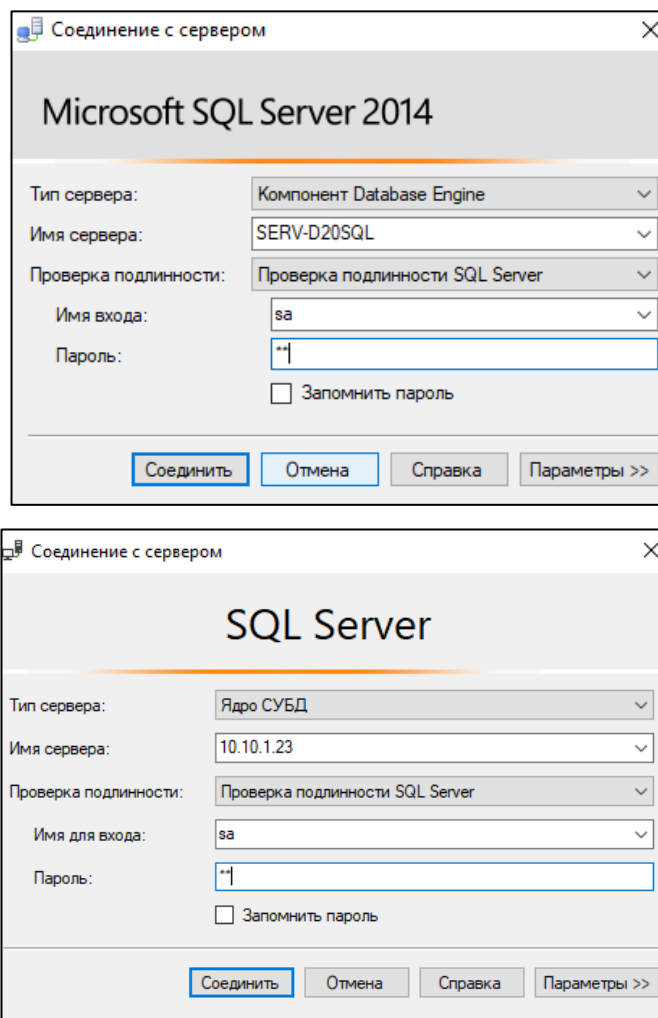 Соединение с сервером
Microsoft SQL Server 2014
Тип сервера: Компонент Database Engine
Имя сервера: SERV-D20SQL
Проверка подлинности: Проверка подлинности SQL Server
Имя входа: sa
Пароль: **
Запомнить пароль
Соединить Отмена Справка Параметры >>
Соединение с сервером
SQL Server
Тип сервера: Ядро СУБД
Имя сервера: 10.10.1.23
Проверка подлинности: Проверка подлинности SQL Server
Имя для входа: sa
Пароль: **
Запомнить пароль
Соединить Отмена Справка Параметры >>